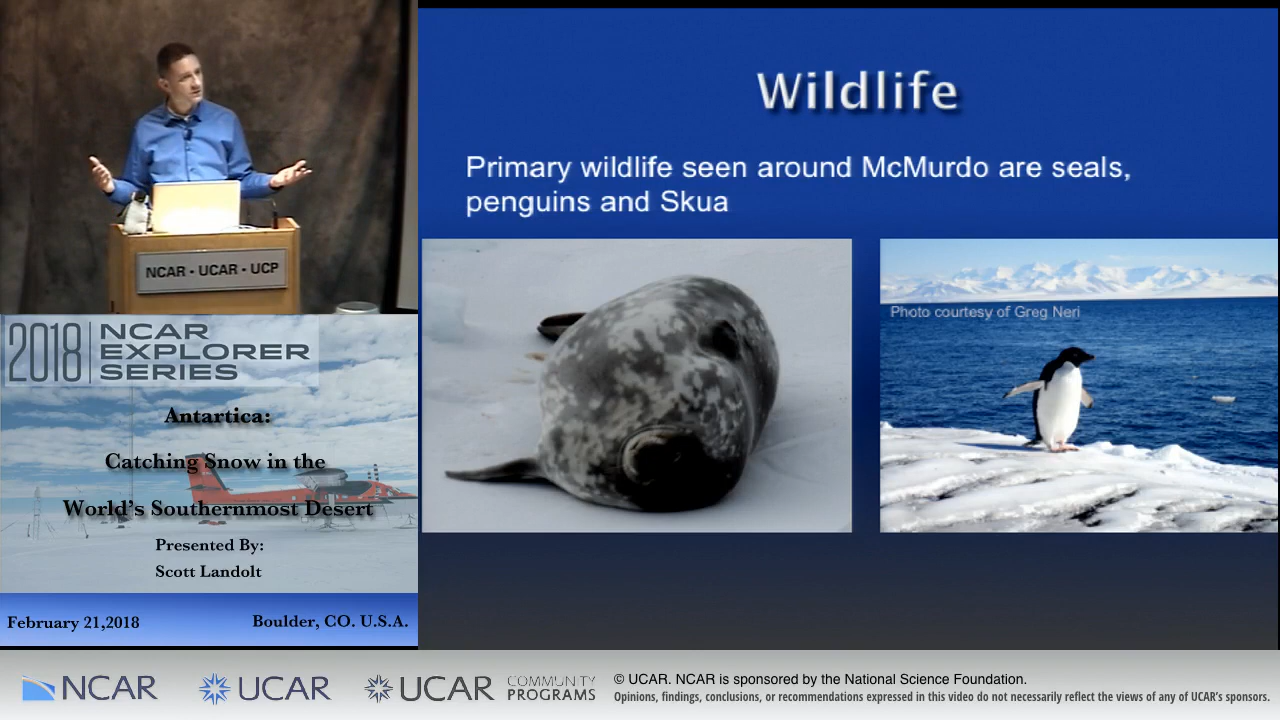 NCAR • UCAR • UCP
2018 NCAR
EXPLORER
SERIES
Antartica:
Catching Snow in the
World's Southernmost Desert
Presented By:
Scott Landolt
February 21,2018
Boulder, CO. U.S.A.
Wildlife
Primary wildlife seen around McMurdo are seals,
penguins and Skua
Photo courtesy of Greg Neri
NCAR
UCAR
UCAR COMMUNITY
PROGRAMS
© UCAR. NCAR is sponsored by the National Science Foundation.
Opinions, findings, conclusions, or recommendations expressed in this video do not necessarily reflect the views of any of UCAR's sponsors.